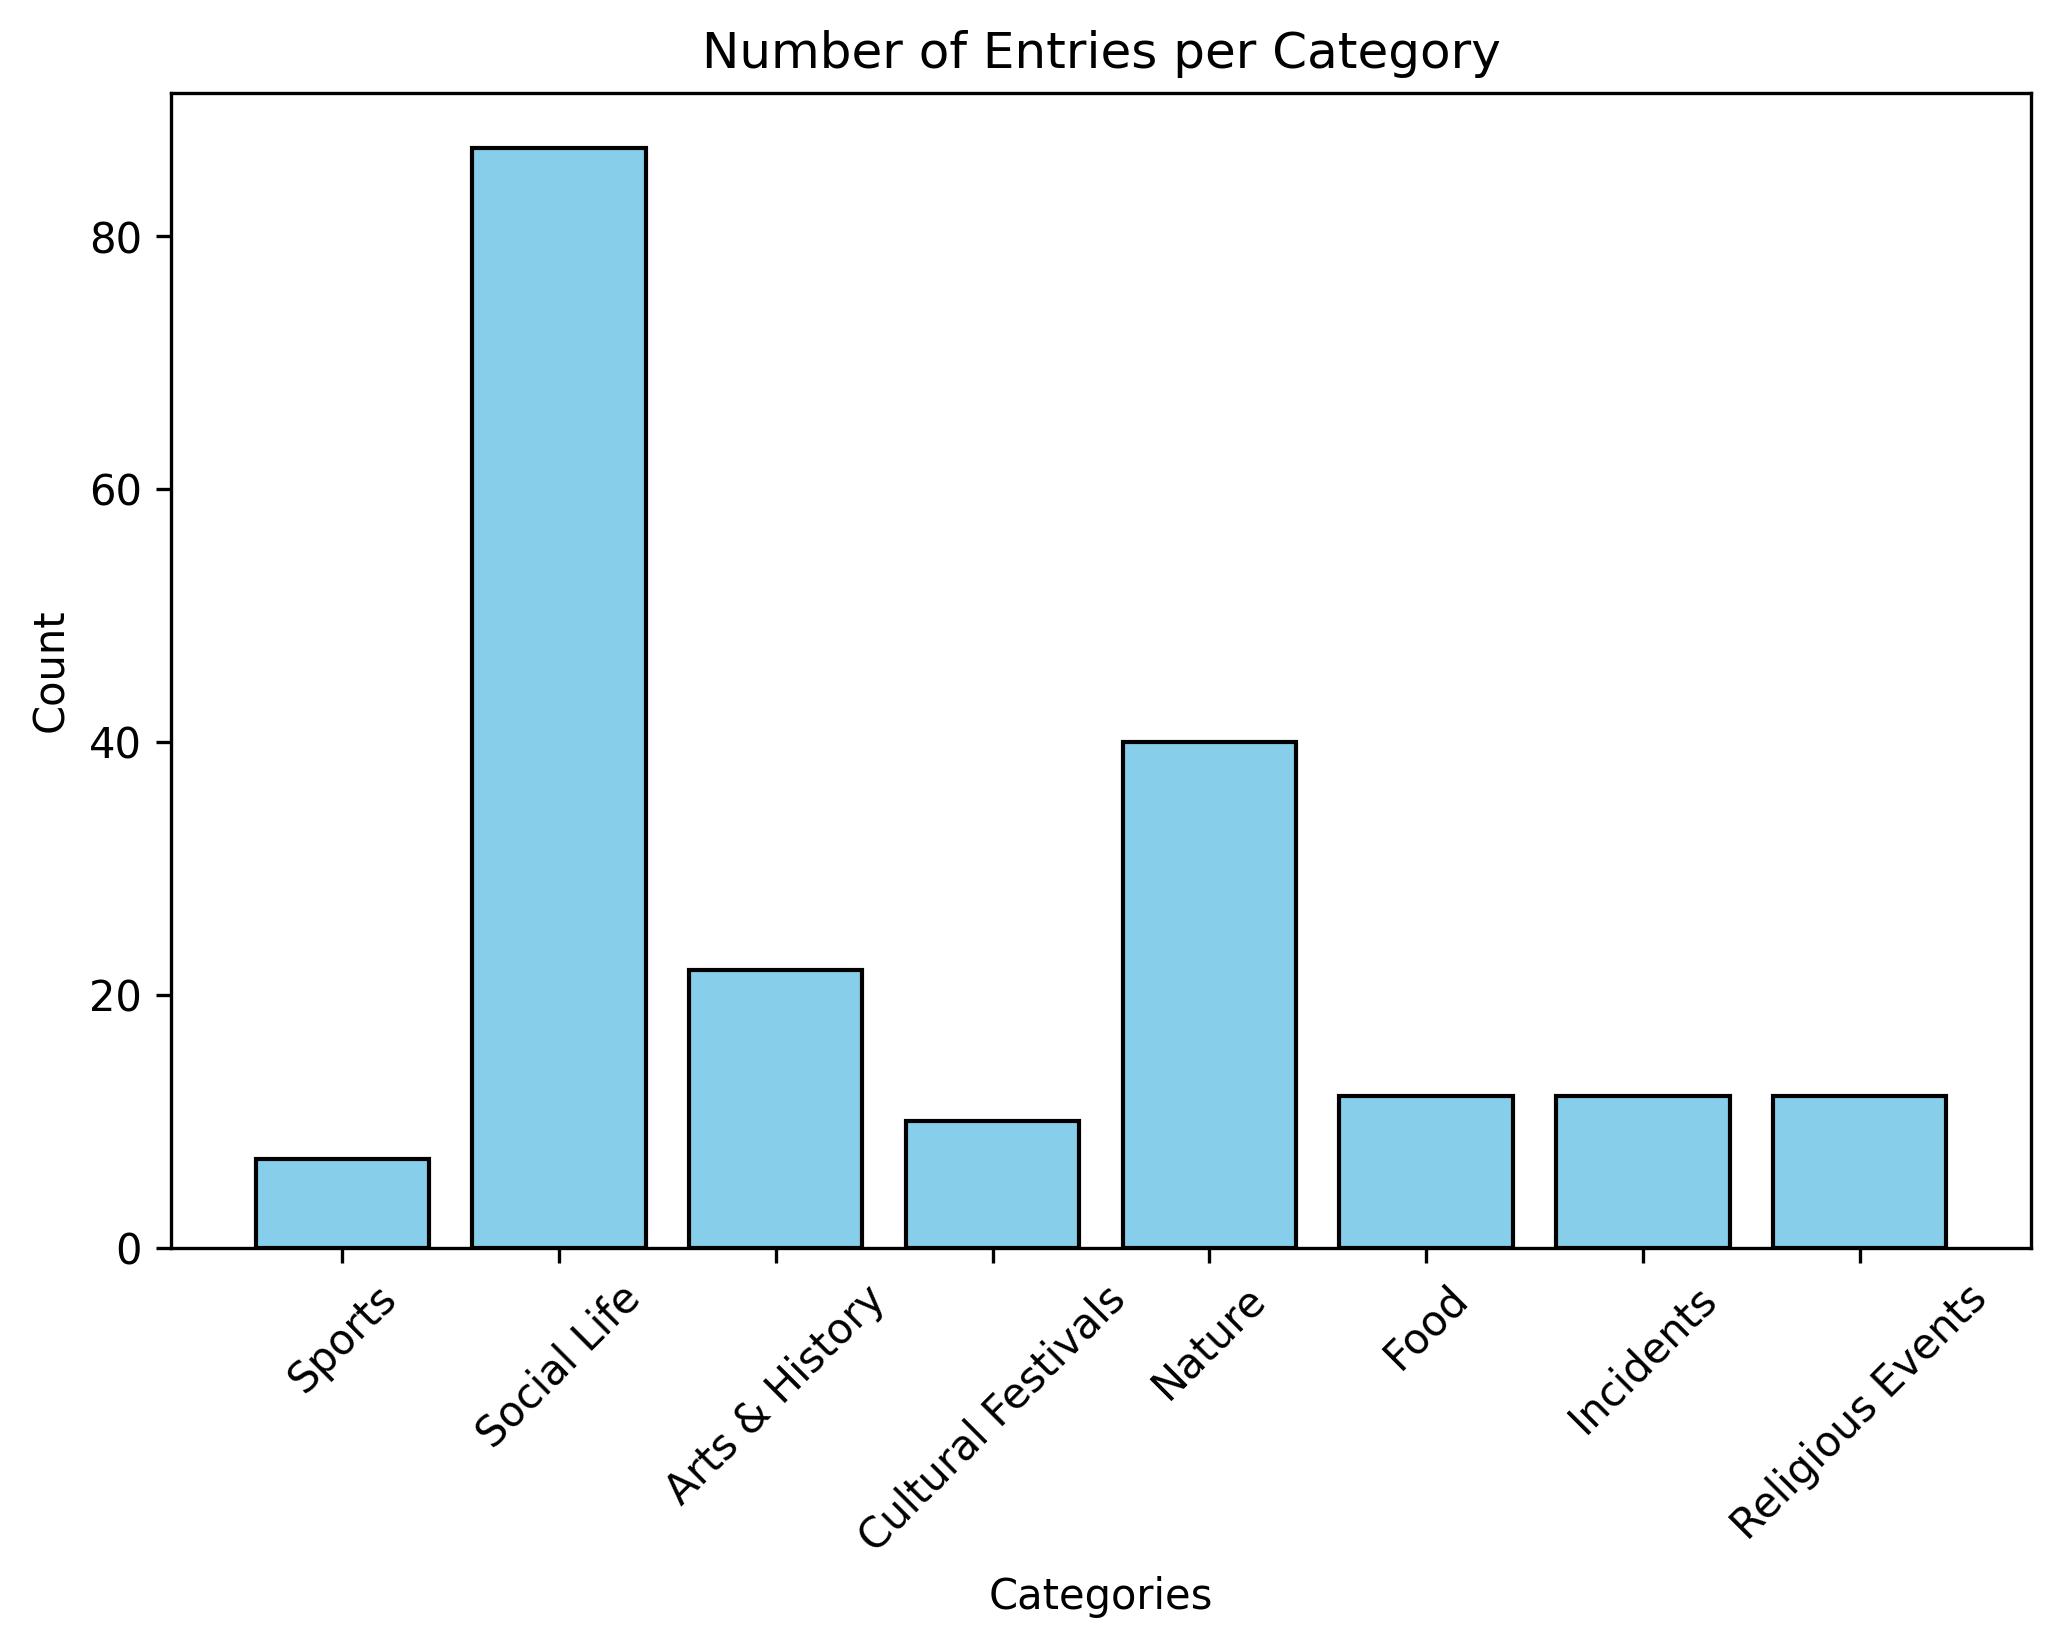 Number of Entries per Category
Count
80
60
40
20
0
Sports
Social Life
Arts & History
Cultural Festivals
Nature
Food
Incidents
Religious Events
Categories